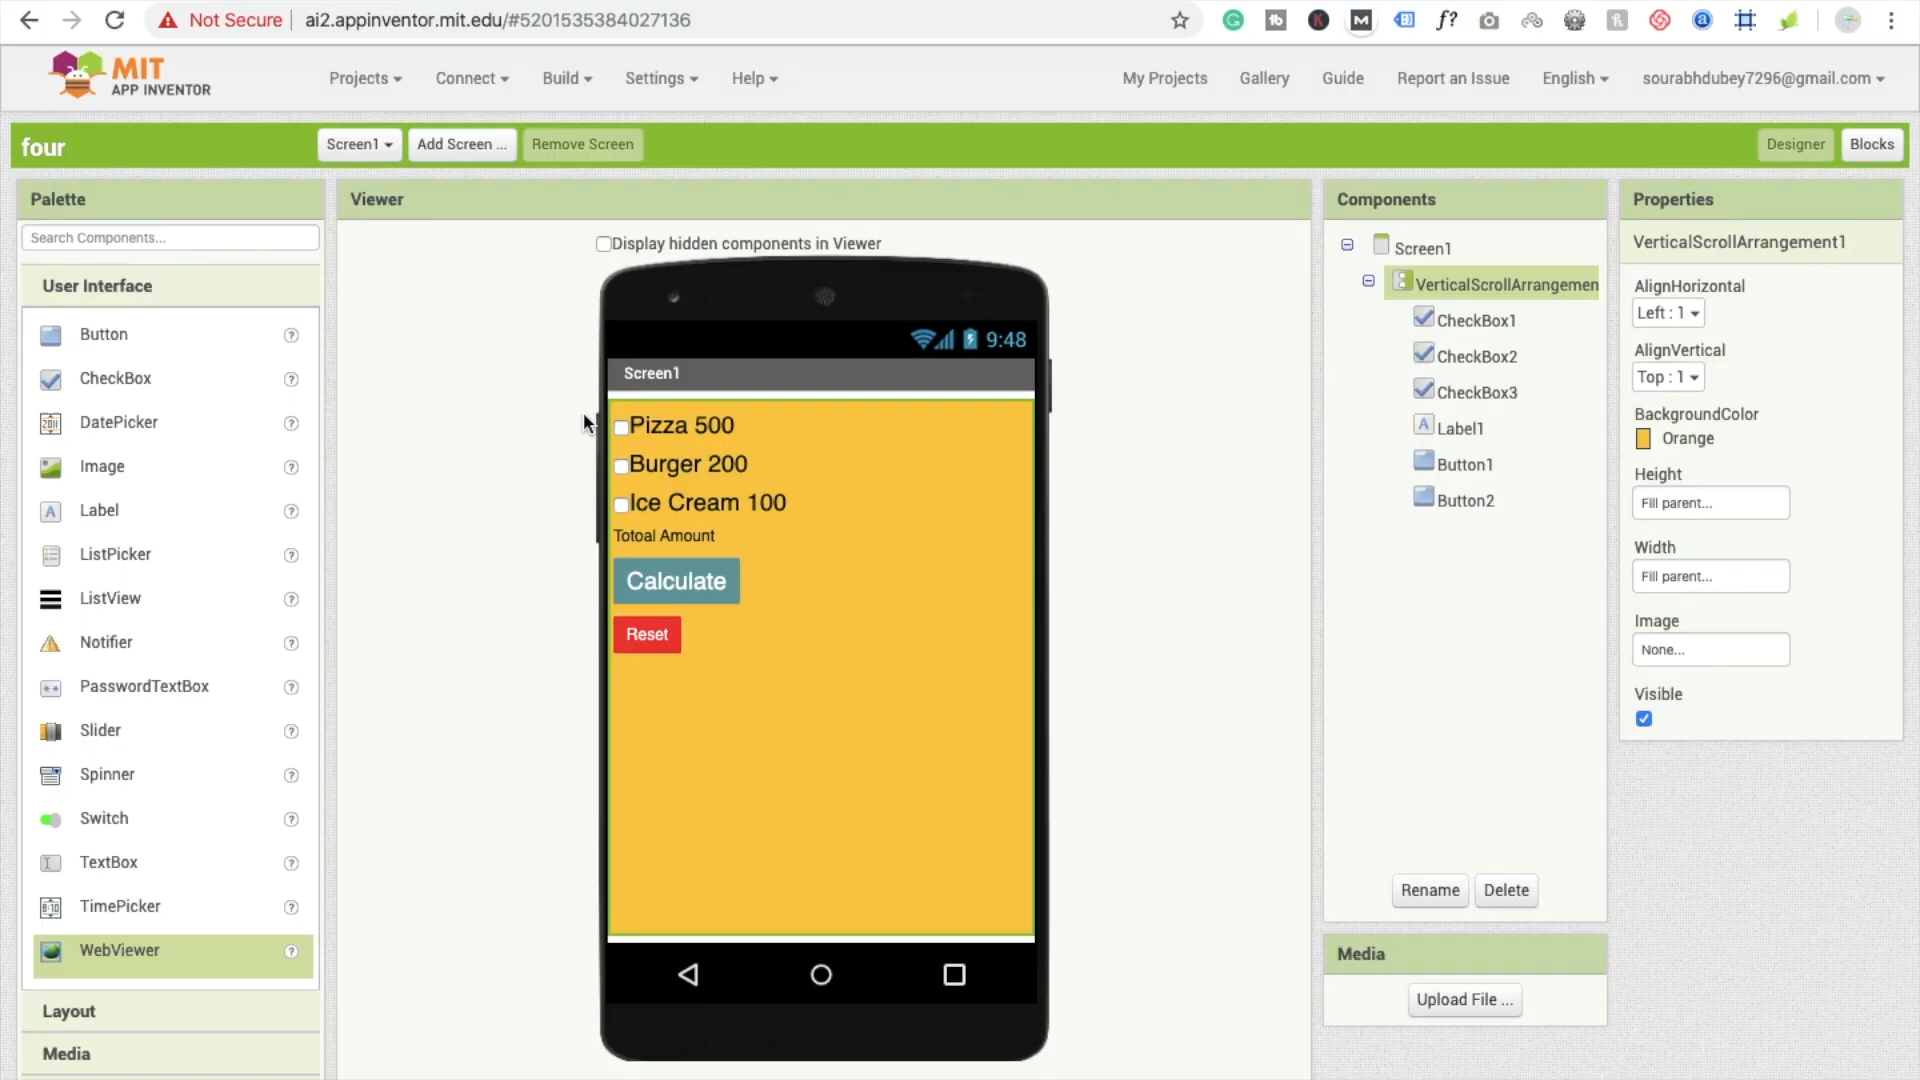 Not Secure
ai2.appinventor.mit.edu/#5201535384027136
MIT
APP INVENTOR
Projects
Connect
Build
Settings
Help
My Projects
Gallery
Guide
Report an Issue
English
sourabhdubey7296@gmail.com
four
Screen1
Add Screen ...
Remove Screen
Designer
Blocks
Palette
Search Components...
User Interface
Button
CheckBox
DatePicker
Image
Label
ListPicker
ListView
Notifier
PasswordTextBox
Slider
Spinner
Switch
TextBox
TimePicker
WebViewer
Layout
Media
Viewer
Display hidden components in Viewer
9:48
Screen1
Pizza 500
Burger 200
Ice Cream 100
Totoal Amount
Calculate
Reset
Components
Screen1
VerticalScrollArrangemen
CheckBox1
CheckBox2
CheckBox3
Label1
Button1
Button2
Rename
Delete
Media
Upload File ...
Properties
VerticalScrollArrangement1
AlignHorizontal
Left : 1
AlignVertical
Top : 1
BackgroundColor
Orange
Height
Fill parent...
Width
Fill parent...
Image
None...
Visible